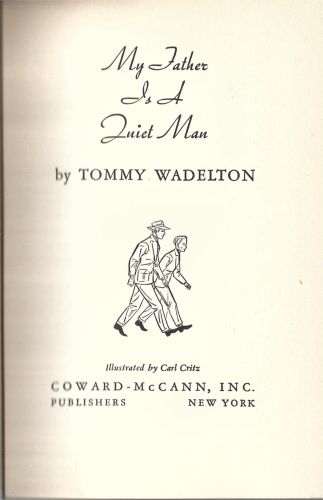 My Father
Is A
Quiet Man
by TOMMY WADELTON
Illustrated by Carl Critz
COWARD-McCANN, INC.
PUBLISHERS NEW YORK